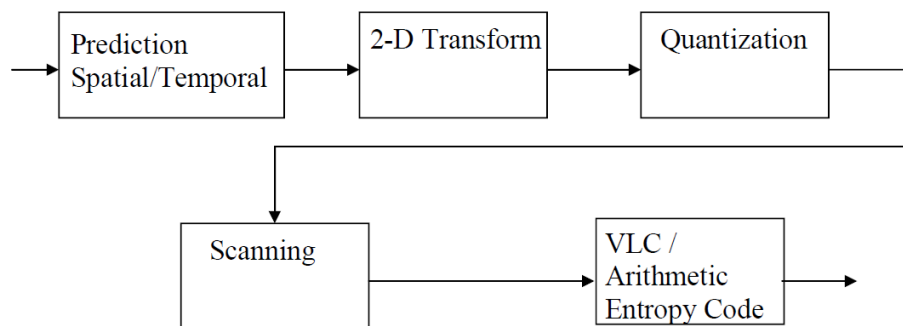 Prediction
Spatial/Temporal
2-D Transform
Quantization
Scanning
VLC /
Arithmetic
Entropy Code